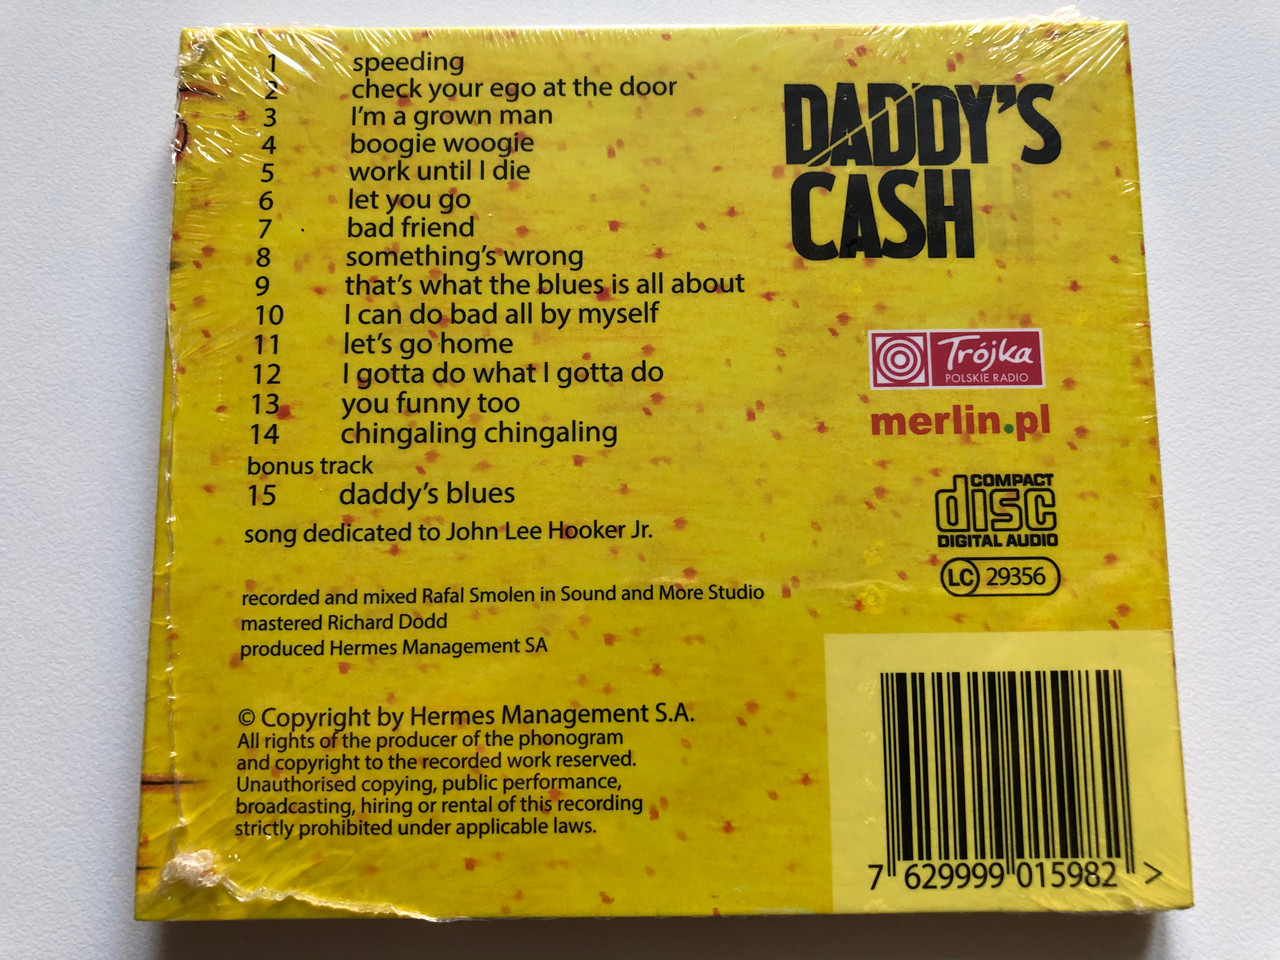 1 speeding
2 check your ego at the door
3 I'm a grown man
4 boogie woogie
5 work until I die
6 let you go
7 bad friend
8 something's wrong
9 that's what the blues is all about
10 I can do bad all by myself
11 let's go home
12 I gotta do what I gotta do
13 you funny too
14 chingaling chingaling
bonus track
15 daddy's blues
song dedicated to John Lee Hooker Jr.
recorded and mixed Rafal Smolen in Sound and More Studio
mastered Richard Dodd
produced Hermes Management SA
© Copyright by Hermes Management S.A.
All rights of the producer of the phonogram
and copyright to the recorded work reserved.
Unauthorised copying, public performance,
broadcasting, hiring or rental of this recording
strictly prohibited under applicable laws.
DADDY'S
CASH
Trójka
POLSKIE RADIO
merlin.pl
COMPACT
disc
DIGITAL AUDIO
LC 29356
7 629999 015982 >